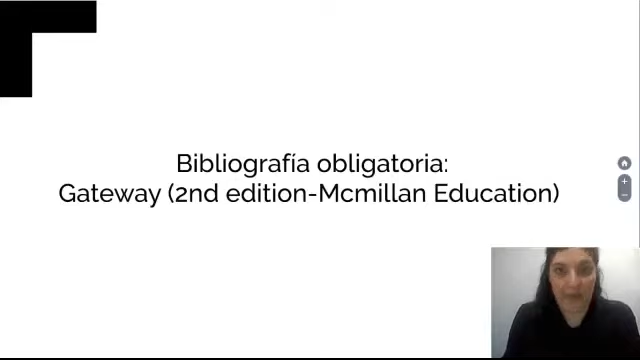 Bibliografía obligatoria:
Gateway (2nd edition-Mcmillan Education)